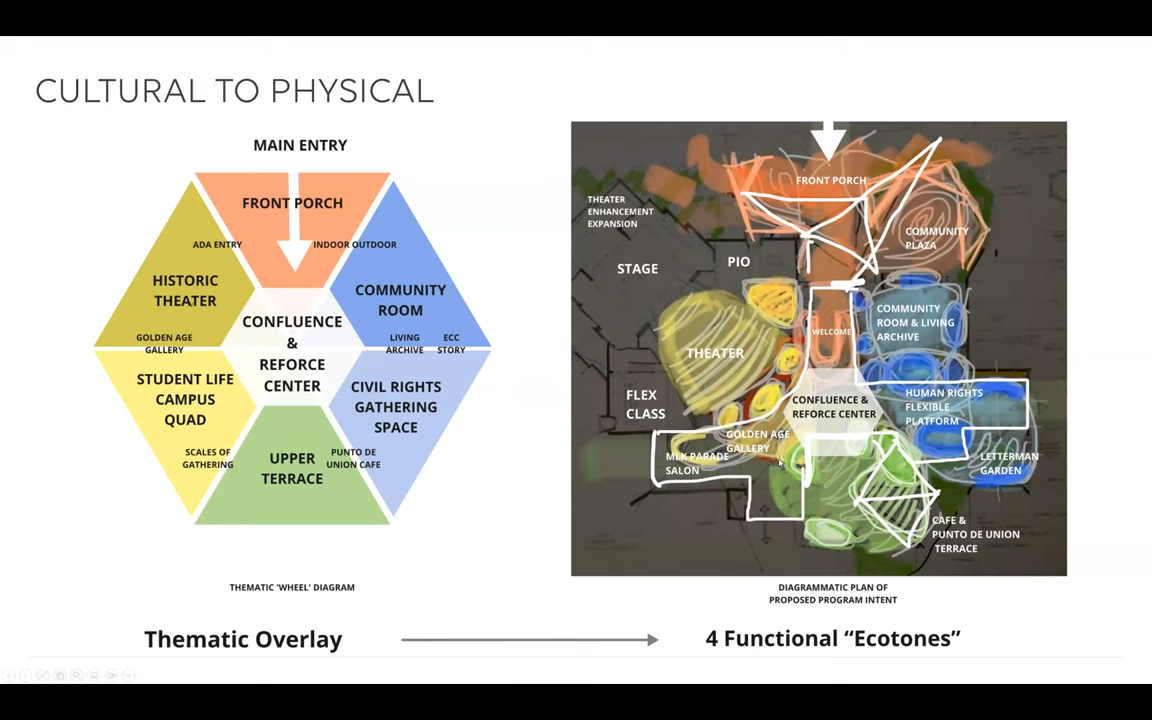 CULTURAL TO PHYSICAL
MAIN ENTRY
FRONT PORCH
ADA ENTRY
INDOOR OUTDOOR
HISTORIC
THEATER
COMMUNITY
ROOM
CONFLUENCE
&
REFORCE
CENTER
GOLDEN AGE
GALLERY
LIVING
ARCHIVE
ECC
STORY
STUDENT LIFE
CAMPUS
QUAD
CIVIL RIGHTS
GATHERING
SPACE
SCALES OF
GATHERING
UPPER
TERRACE
PUNTO DE
UNION CAFE
THEMATIC 'WHEEL' DIAGRAM
Thematic Overlay
FRONT PORCH
THEATER
ENHANCEMENT
EXPANSION
COMMUNITY
PLAZA
STAGE
PIO
COMMUNITY
ROOM & LIVING
ARCHIVE
WELCOME
THEATER
FLEX
CLASS
CONFLUENCE &
REFORCE CENTER
HUMAN RIGHTS
FLEXIBLE
PLATFORM
GOLDEN AGE
GALLERY
MLK PARADE
SALON
LETTERMAN
GARDEN
CAFE &
PUNTO DE UNION
TERRACE
DIAGRAMMATIC PLAN OF
PROPOSED PROGRAM INTENT
4 Functional “Ecotones”